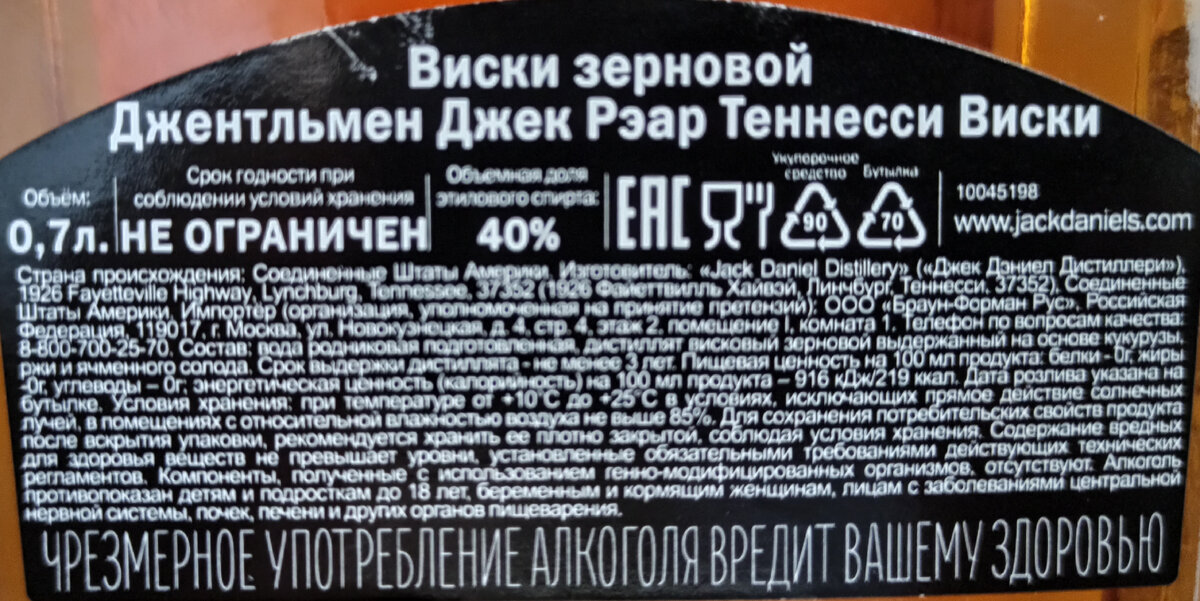 Виски зерновой
Джентльмен Джек Рэар Теннесси Виски
Объём:
0,7л.
Срок годности при
соблюдении условий хранения
НЕ ОГРАНИЧЕН
Объемная доля
этилового спирта:
40%
EAC
Укупорочное
средство
90
Бутылка
70
10045198
www.jackdaniels.com
Страна происхождения: Соединенные Штаты Америки. Изготовитель: «Jack Daniel Distillery» («Джек Дэниел Дистиллери»),
1926 Fayetteville Highway, Lynchburg, Tennessee, 37352 (1926 Файеттвилль Хайвэй, Линчбург, Теннесси, 37352). Соединенные
Штаты Америки. Импортёр (организация, уполномоченная на принятие претензий): ООО «Браун-Форман Рус», Российская
Федерация, 119017, г. Москва, ул. Новокузнецкая, д. 4, стр. 4, этаж 2, помещение I, комната 1. Телефон по вопросам качества:
8-800-700-25-70. Состав: вода родниковая подготовленная, дистиллят висковый зерновой выдержанный на основе кукурузы,
ржи и ячменного солода. Срок выдержки дистиллята - не менее 3 лет. Пищевая ценность на 100 мл продукта: белки - 0г, жиры
-0г, углеводы – 0г; энергетическая ценность (калорийность) на 100 мл продукта – 916 кДж/219 ккал. Дата розлива указана на
бутылке. Условия хранения: при температуре от +10°C до +25°C в условиях, исключающих прямое действие солнечных
лучей, в помещениях с относительной влажностью воздуха не выше 85%. Для сохранения потребительских свойств продукта
после вскрытия упаковки, рекомендуется хранить ее плотно закрытой, соблюдая условия хранения. Содержание вредных
для здоровья веществ не превышает уровни, установленные обязательными требованиями действующих технических
регламентов. Компоненты, полученные с использованием генно-модифицированных организмов, отсутствуют. Алкоголь
противопоказан детям и подросткам до 18 лет, беременным и кормящим женщинам, лицам с заболеваниями центральной
нервной системы, почек, печени и других органов пищеварения.
ЧРЕЗМЕРНОЕ УПОТРЕБЛЕНИЕ АЛКОГОЛЯ ВРЕДИТ ВАШЕМУ ЗДОРОВЬЮ